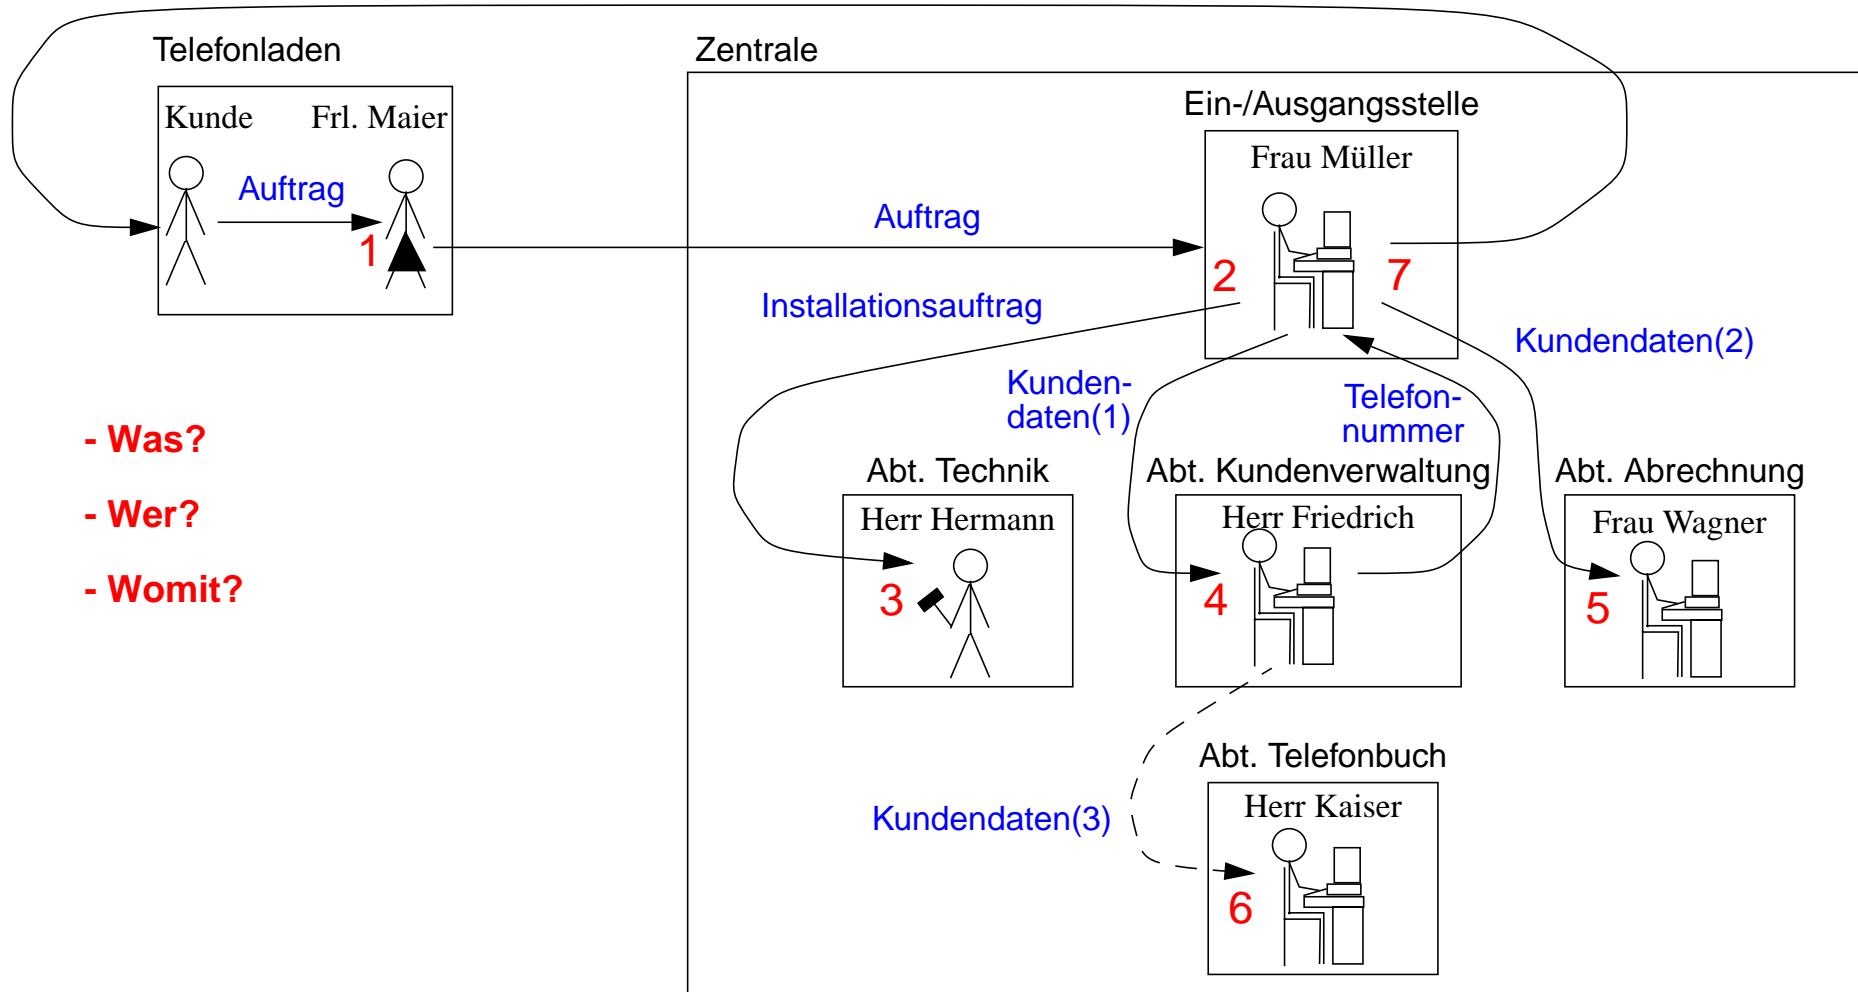 Telefonladen
Zentrale
Kunde
Frl. Maier
Auftrag
1
Ein-/Ausgangsstelle
Frau Müller
Auftrag
2
7
Installationsauftrag
Kundendaten(2)
Kunden-
daten(1)
Telefon-
nummer
- Was?
- Wer?
- Womit?
Abt. Technik
Herr Hermann
3
Abt. Kundenverwaltung
Herr Friedrich
4
Abt. Abrechnung
Frau Wagner
5
Abt. Telefonbuch
Herr Kaiser
Kundendaten(3)
6